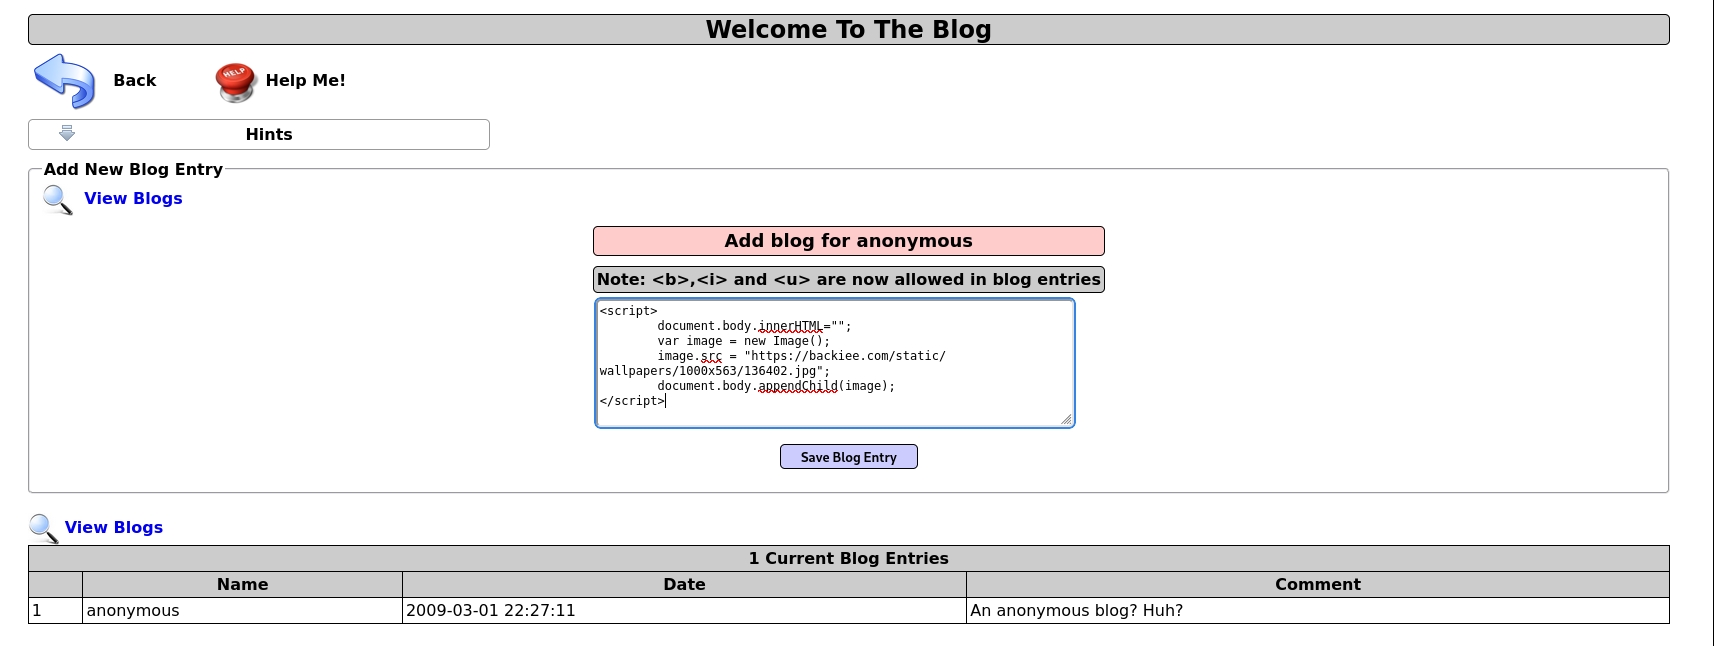 Welcome To The Blog
Back
HELP
Help Me!
Hints
Add New Blog Entry
View Blogs
Add blog for anonymous
Note: <b>,<i> and <u> are now allowed in blog entries
<script>
document.body.innerHTML="";
var image = new Image();
image.src = "https://backiee.com/static/
wallpapers/1000x563/136402.jpg";
document.body.appendChild(image);
</script>
Save Blog Entry
View Blogs
1 Current Blog Entries
Name Date Comment
1 anonymous 2009-03-01 22:27:11 An anonymous blog? Huh?